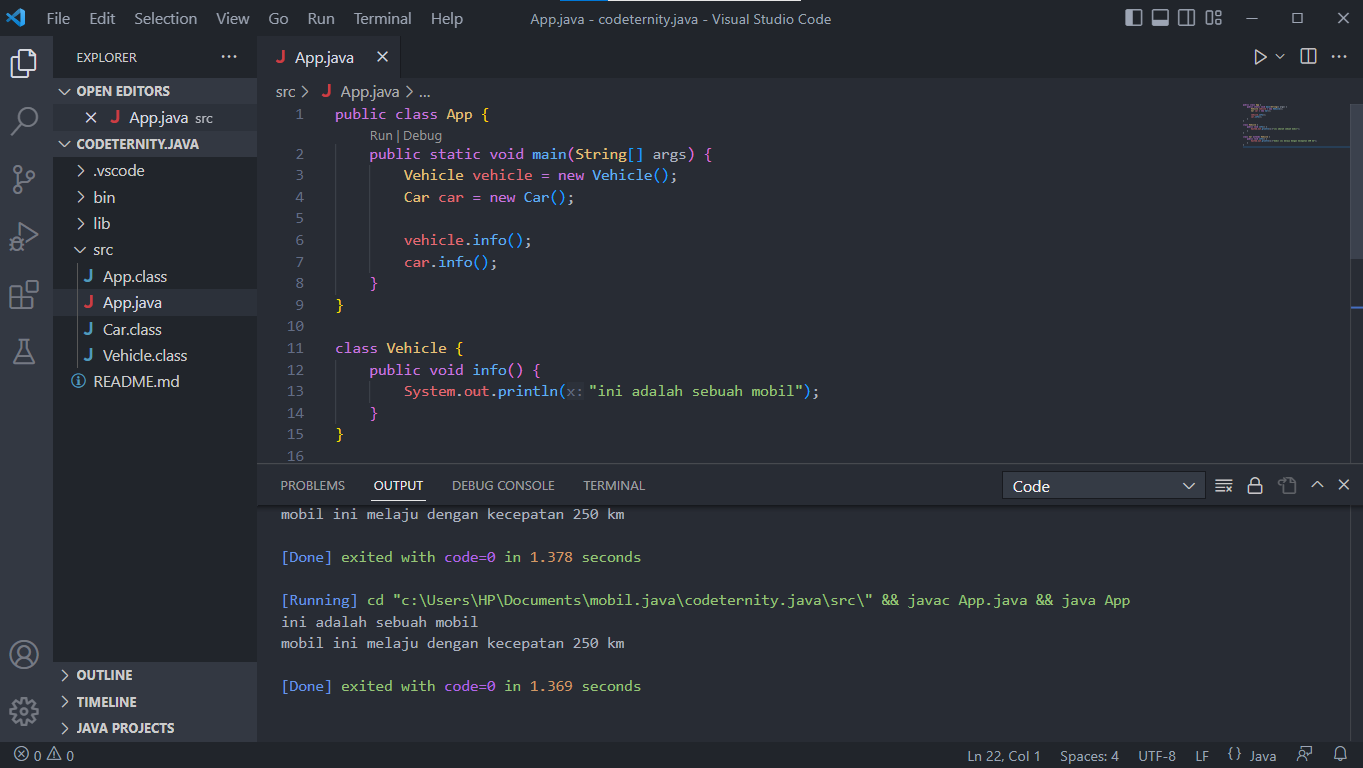 File Edit Selection View Go Run Terminal Help App.java - codeternity.java - Visual Studio Code
EXPLORER ...
OPEN EDITORS
App.java src
CODETERNITY.JAVA
.vscode
bin
lib
src
App.class
App.java
Car.class
Vehicle.class
README.md
OUTLINE
TIMELINE
JAVA PROJECTS
App.java
src > App.java > ...
1 public class App {
Run | Debug
2 public static void main(String[] args) {
3 Vehicle vehicle = new Vehicle();
4 Car car = new Car();
5
6 vehicle.info();
7 car.info();
8 }
9 }
10
11 class Vehicle {
12 public void info() {
13 System.out.println(x: "ini adalah sebuah mobil");
14 }
15 }
16
PROBLEMS OUTPUT DEBUG CONSOLE TERMINAL Code
mobil ini melaju dengan kecepatan 250 km
[Done] exited with code=0 in 1.378 seconds
[Running] cd "c:\Users\HP\Documents\mobil.java\codeternity.java\src\" && javac App.java && java App
ini adalah sebuah mobil
mobil ini melaju dengan kecepatan 250 km
[Done] exited with code=0 in 1.369 seconds
0 0 Ln 22, Col 1 Spaces: 4 UTF-8 LF {} Java